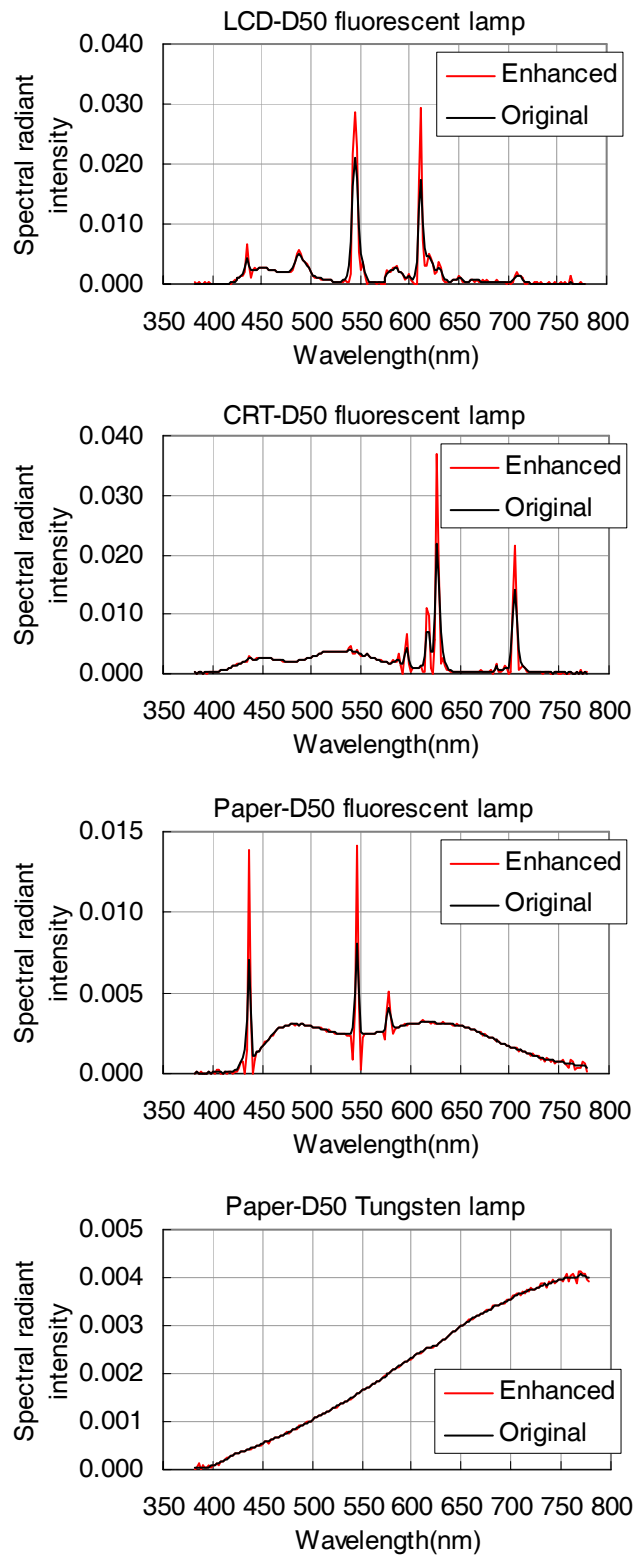 LCD-D50 fluorescent lamp
0.040
0.030
0.020
0.010
0.000
Spectral radiant
intensity
Enhanced
Original
350 400 450 500 550 600 650 700 750 800
Wavelength(nm)
CRT-D50 fluorescent lamp
0.040
0.030
0.020
0.010
0.000
Spectral radiant
intensity
Enhanced
Original
350 400 450 500 550 600 650 700 750 800
Wavelength(nm)
Paper-D50 fluorescent lamp
0.015
0.010
0.005
0.000
Spectral radiant
intensity
Enhanced
Original
350 400 450 500 550 600 650 700 750 800
Wavelength(nm)
Paper-D50 Tungsten lamp
0.005
0.004
0.003
0.002
0.001
0.000
Spectral radiant
intensity
Enhanced
Original
350 400 450 500 550 600 650 700 750 800
Wavelength(nm)